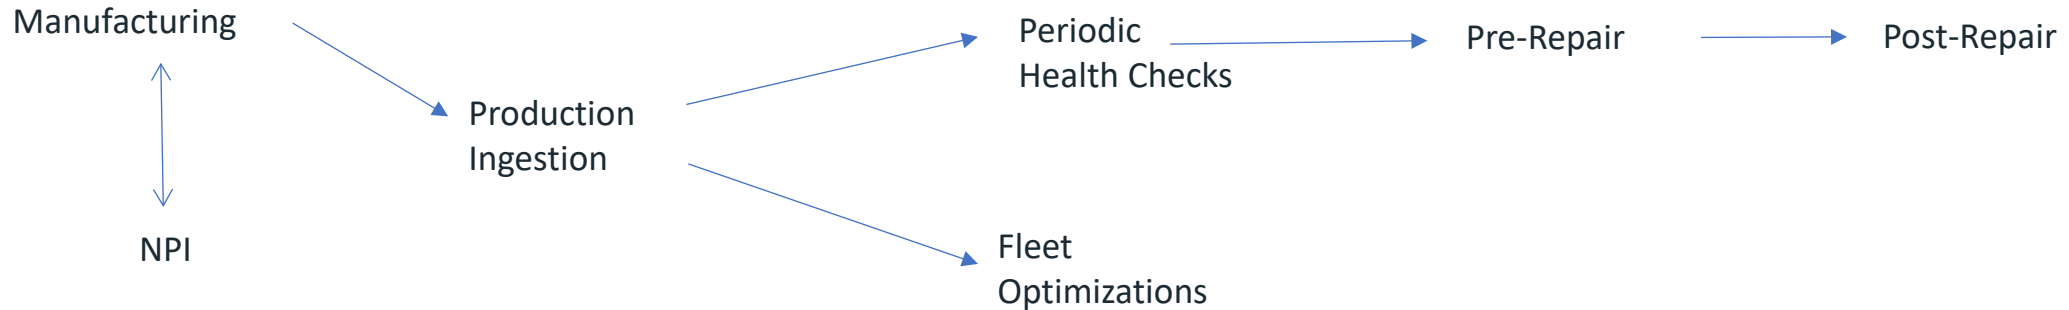 Manufacturing
NPI
Production
Ingestion
Periodic
Health Checks
Fleet
Optimizations
Pre-Repair
Post-Repair